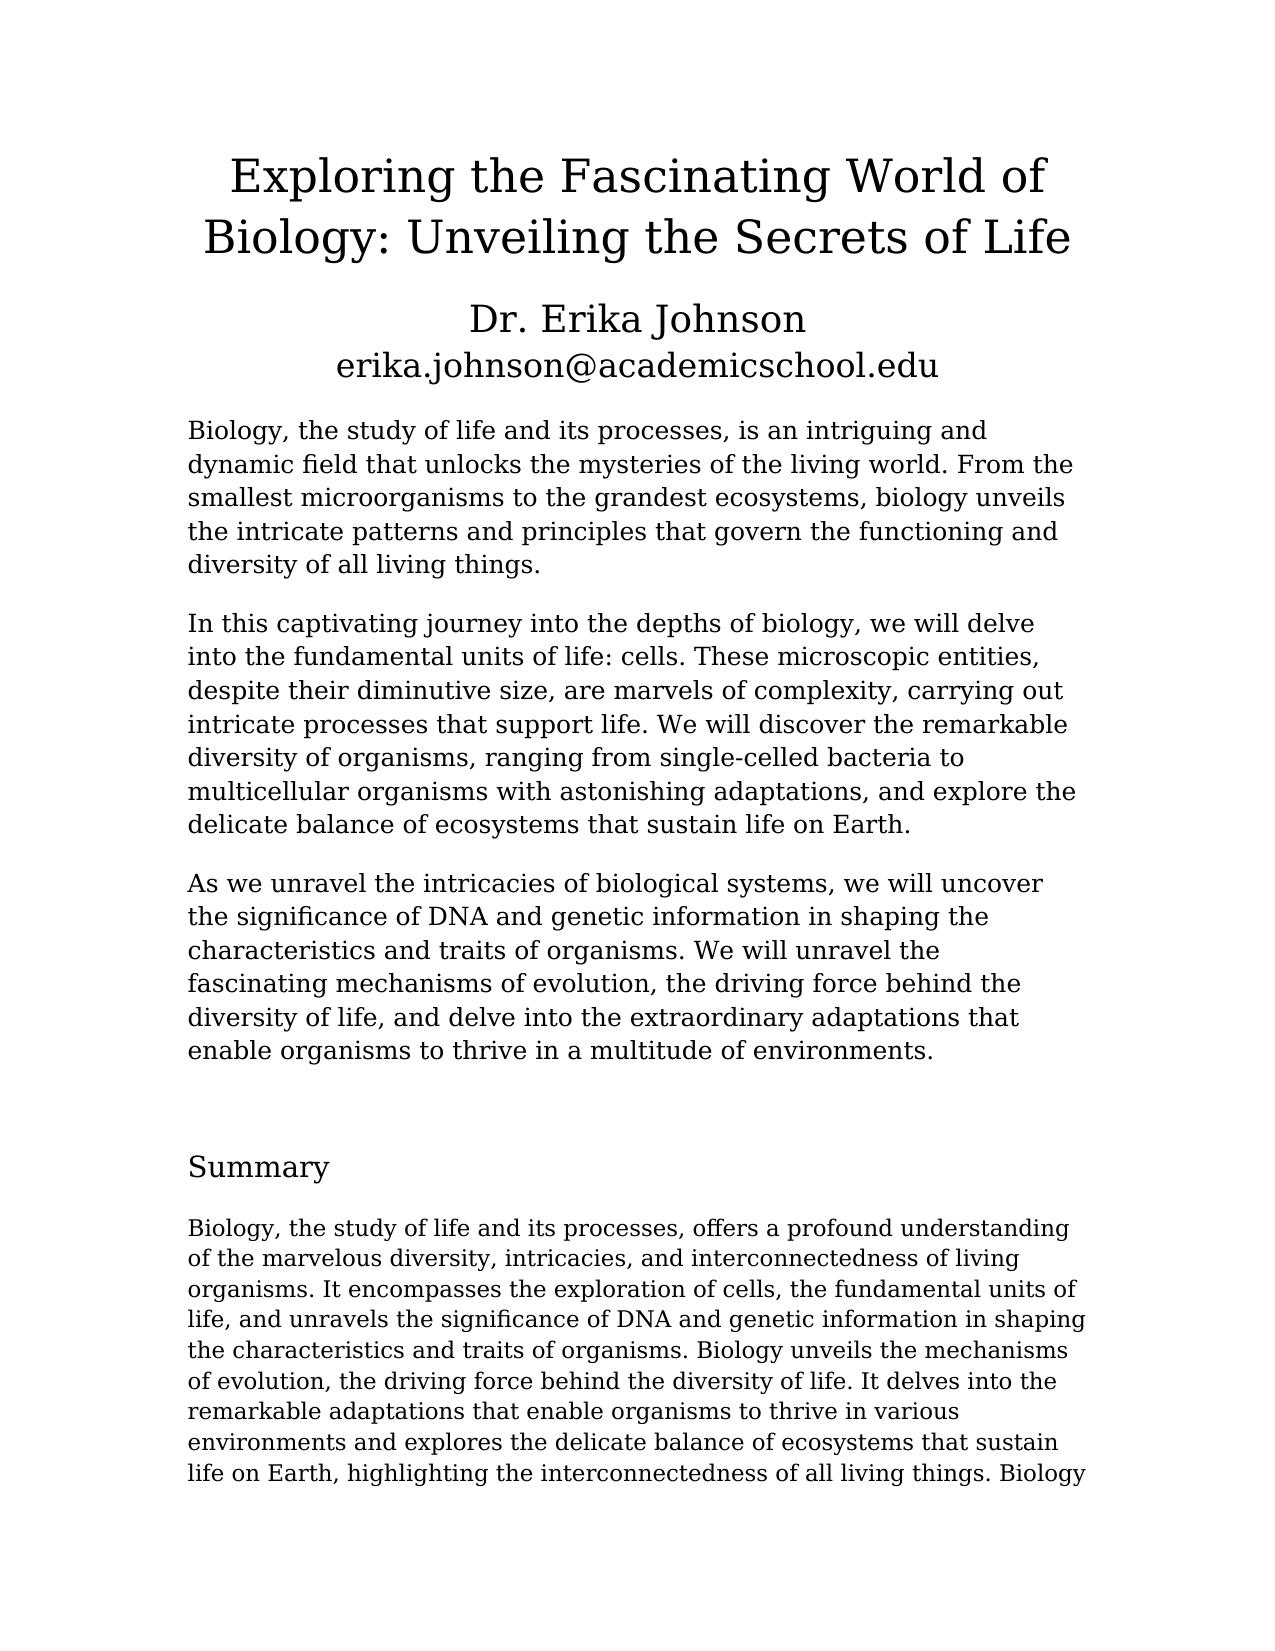 Exploring the Fascinating World of
Biology: Unveiling the Secrets of Life
Dr. Erika Johnson
erika.johnson@academicschool.edu
Biology, the study of life and its processes, is an intriguing and
dynamic field that unlocks the mysteries of the living world. From the
smallest microorganisms to the grandest ecosystems, biology unveils
the intricate patterns and principles that govern the functioning and
diversity of all living things.
In this captivating journey into the depths of biology, we will delve
into the fundamental units of life: cells. These microscopic entities,
despite their diminutive size, are marvels of complexity, carrying out
intricate processes that support life. We will discover the remarkable
diversity of organisms, ranging from single-celled bacteria to
multicellular organisms with astonishing adaptations, and explore the
delicate balance of ecosystems that sustain life on Earth.
As we unravel the intricacies of biological systems, we will uncover
the significance of DNA and genetic information in shaping the
characteristics and traits of organisms. We will unravel the
fascinating mechanisms of evolution, the driving force behind the
diversity of life, and delve into the extraordinary adaptations that
enable organisms to thrive in a multitude of environments.
Summary
Biology, the study of life and its processes, offers a profound understanding
of the marvelous diversity, intricacies, and interconnectedness of living
organisms. It encompasses the exploration of cells, the fundamental units of
life, and unravels the significance of DNA and genetic information in shaping
the characteristics and traits of organisms. Biology unveils the mechanisms
of evolution, the driving force behind the diversity of life. It delves into the
remarkable adaptations that enable organisms to thrive in various
environments and explores the delicate balance of ecosystems that sustain
life on Earth, highlighting the interconnectedness of all living things. Biology